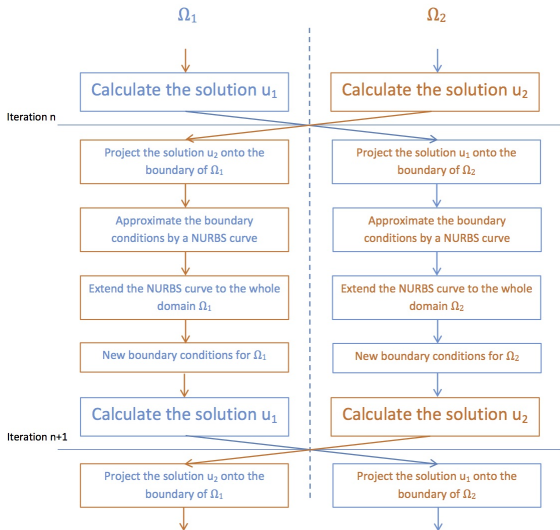 Ω₁
Ω₂
Calculate the solution u₁
Calculate the solution u₂
Iteration n
Project the solution u₂ onto the
boundary of Ω₁
Project the solution u₁ onto the
boundary of Ω₂
Approximate the boundary
conditions by a NURBS curve
Approximate the boundary
conditions by a NURBS curve
Extend the NURBS curve to the whole
domain Ω₁
Extend the NURBS curve to the whole
domain Ω₂
New boundary conditions for Ω₁
New boundary conditions for Ω₂
Calculate the solution u₁
Calculate the solution u₂
Iteration n+1
Project the solution u₂ onto the
boundary of Ω₁
Project the solution u₁ onto the
boundary of Ω₂